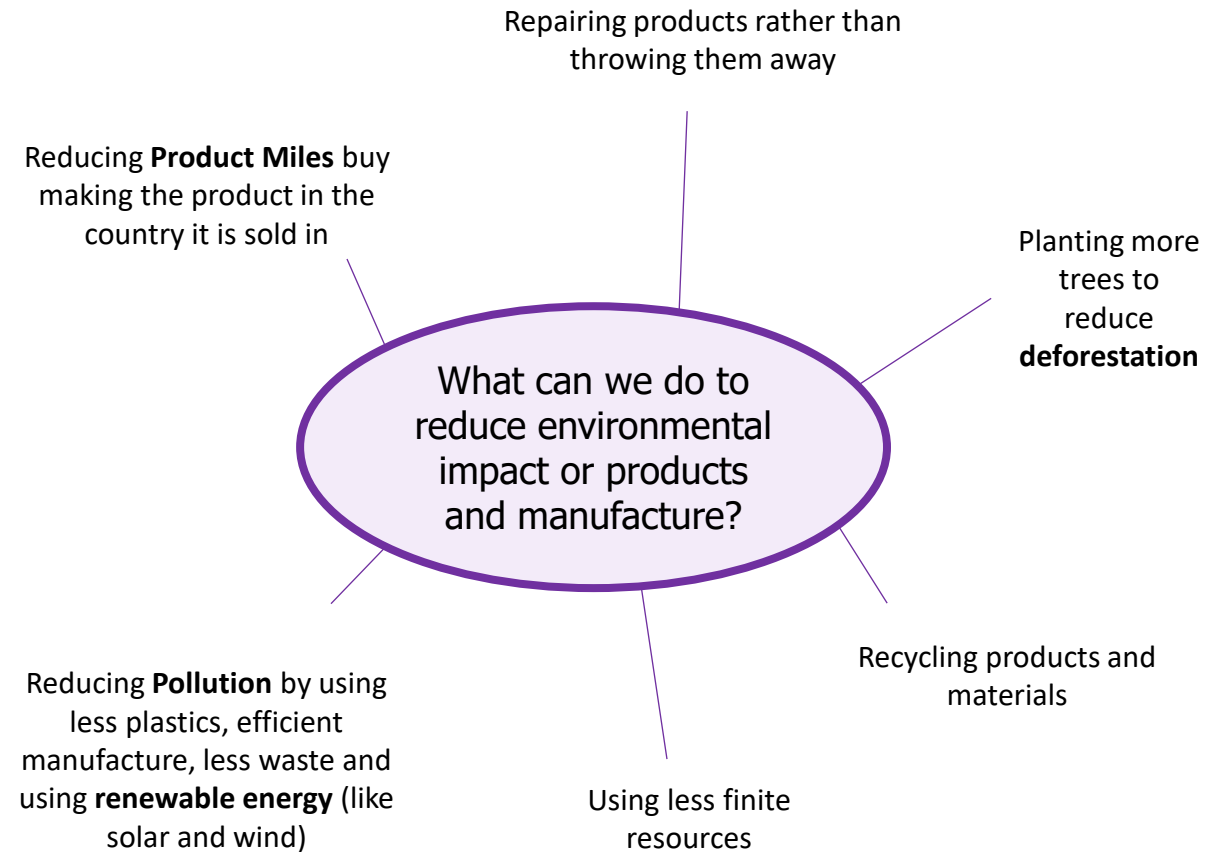 Repairing products rather than
throwing them away
Reducing Product Miles buy
making the product in the
country it is sold in
Planting more
trees to
reduce
deforestation
What can we do to
reduce environmental
impact or products
and manufacture?
Recycling products and
materials
Reducing Pollution by using
less plastics, efficient
manufacture, less waste and
using renewable energy (like
solar and wind)
Using less finite
resources